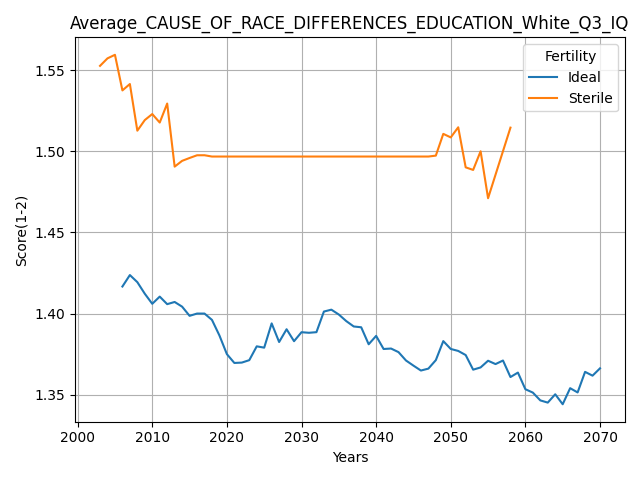 Average_CAUSE_OF_RACE_DIFFERENCES_EDUCATION_White_Q3_IQ
Fertility
Ideal
Sterile
Score(1-2)
1.55
1.50
1.45
1.40
1.35
2000 2010 2020 2030 2040 2050 2060 2070
Years